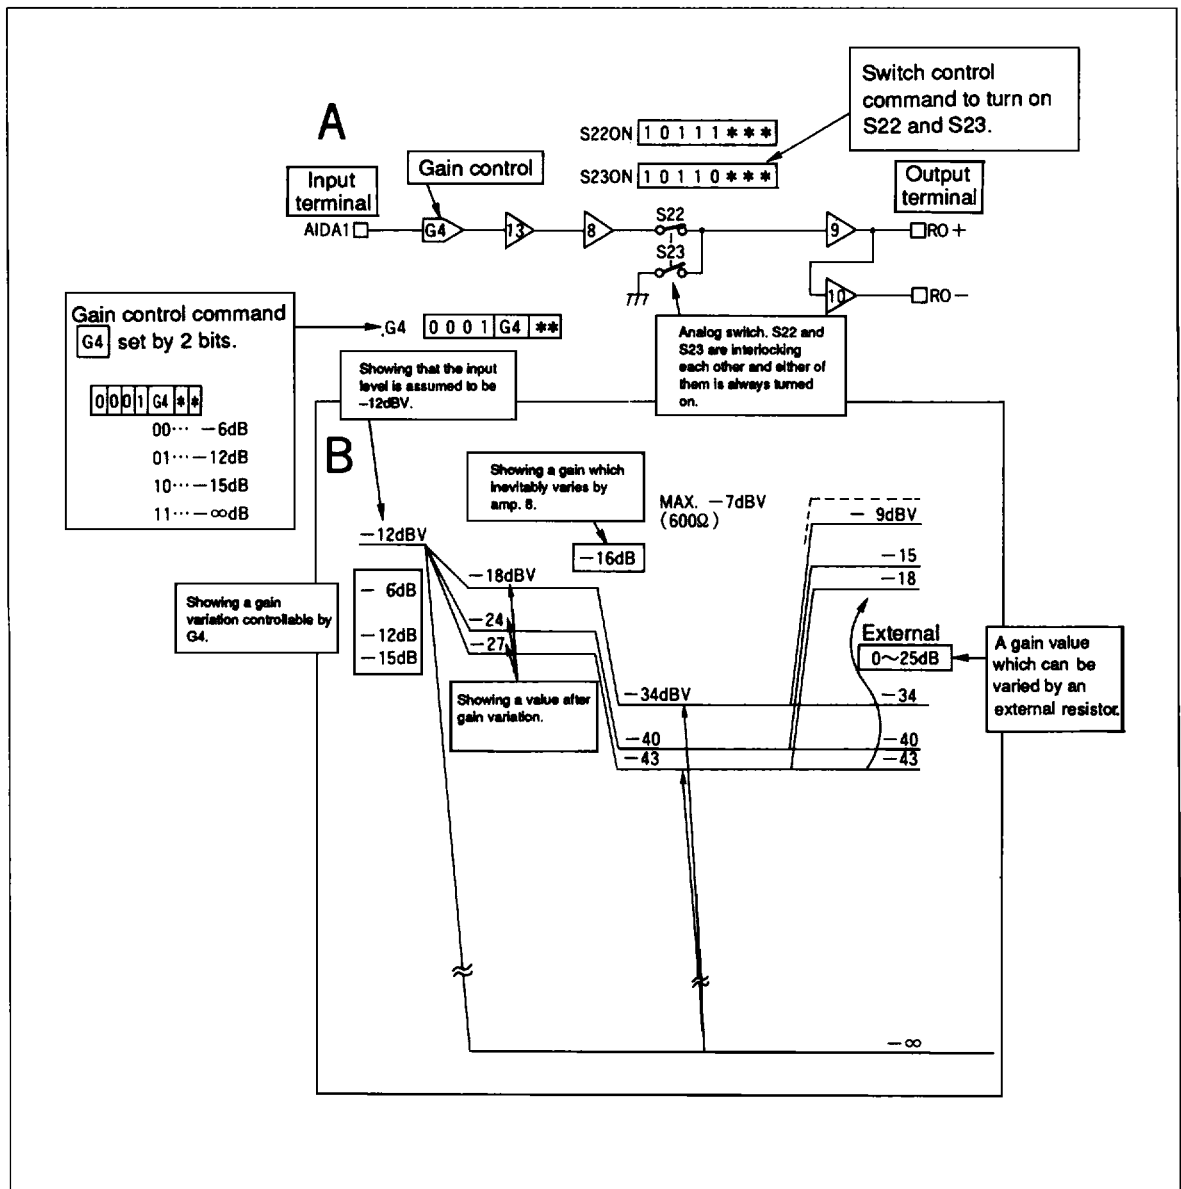 Switch control
command to turn on
S22 and S23.
A
S22ON 1 0 1 1 1 * * *
S23ON 1 0 1 1 0 * * *
Gain control
Input
terminal
Output
terminal
AIDA1
G4
13
8
S22
S23
9
RO+
10
RO−
Gain control command
G4 set by 2 bits.
0 0 0 1 G4 * *
00··· −6dB
01··· −12dB
10··· −15dB
11··· −∞dB
G4 0 0 0 1 G4 **
Analog switch. S22 and
S23 are interlocking
each other and either of
them is always turned
on.
Showing that the input
level is assumed to be
−12dBV.
B
Showing a gain which
inevitably varies by
amp. 8.
MAX. −7dBV
(600Ω)
−12dBV
−16dB
−9dBV
−15
−18
−18dBV
−6dB
−12dB
−15dB
Showing a gain
variation controllable by
G4.
−24
−27
External
0~25dB
A gain value
which can be
varied by an
external resistor.
Showing a value after
gain variation.
−34dBV
−34
−40
−40
−43
−43
−∞